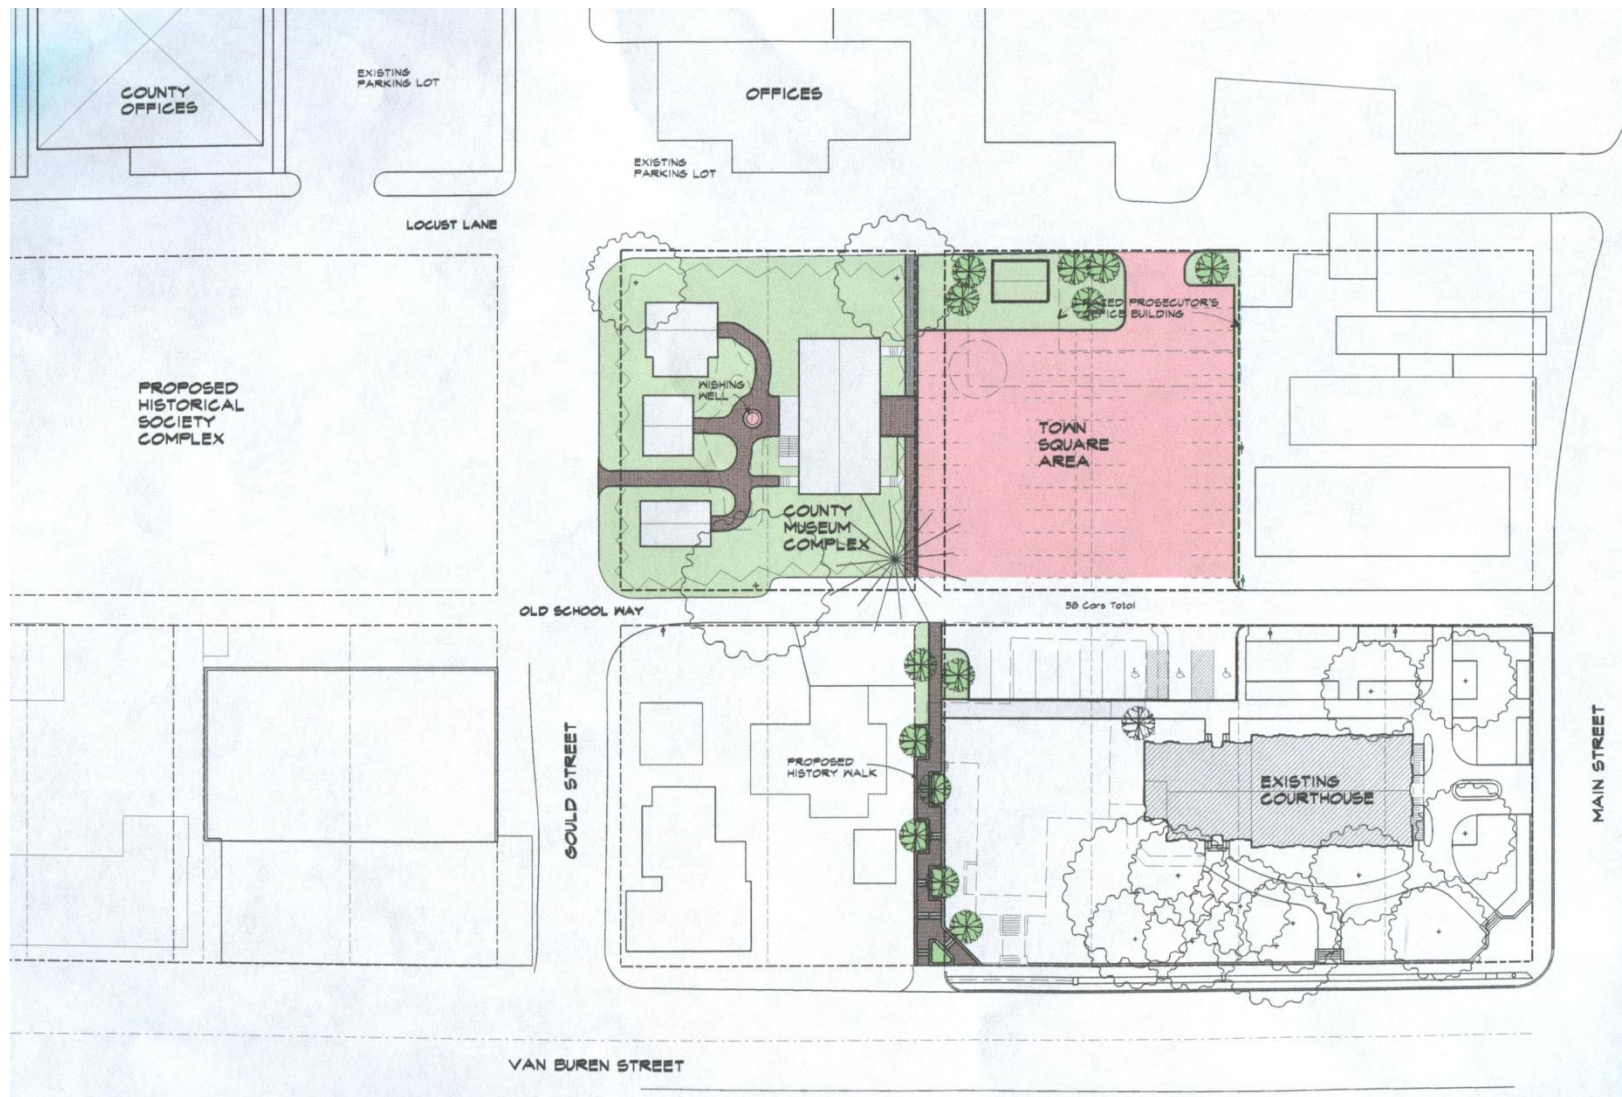 COUNTY
OFFICES
EXISTING
PARKING LOT
OFFICES
EXISTING
PARKING LOT
LOCUST LANE
PROSECUTOR'S
OFFICE BUILDING
PROPOSED
HISTORICAL
SOCIETY
COMPLEX
WISHING
WELL
TOWN
SQUARE
AREA
COUNTY
MUSEUM
COMPLEX
OLD SCHOOL WAY
58 Cars Total
GOULD STREET
MAIN STREET
PROPOSED
HISTORY WALK
EXISTING
COURTHOUSE
VAN BUREN STREET